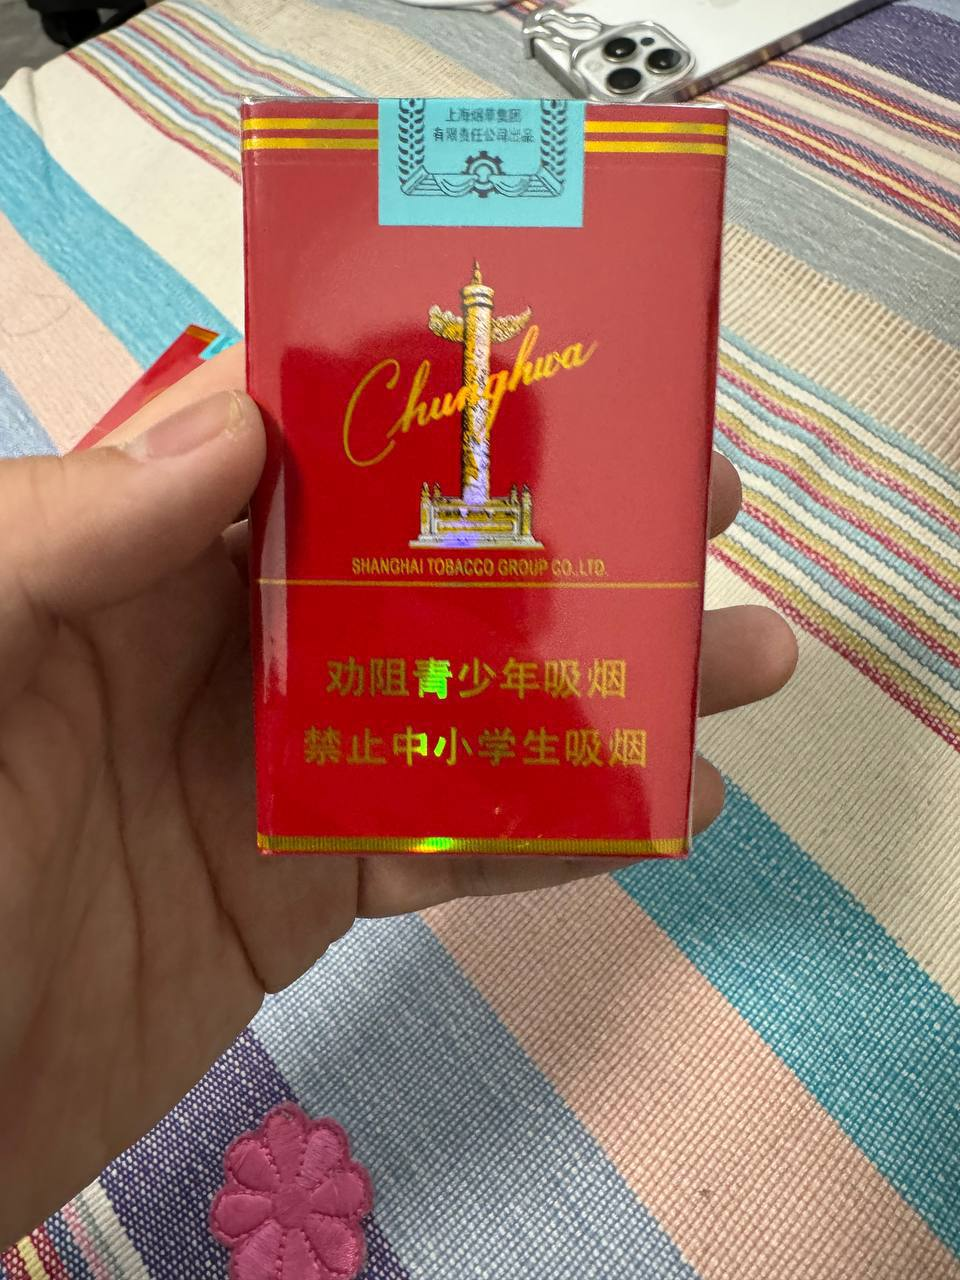 上海烟草集团
有限责任公司出品
Chunghwa
SHANGHAI TOBACCO GROUP CO.,LTD.
劝阻青少年吸烟
禁止中小学生吸烟